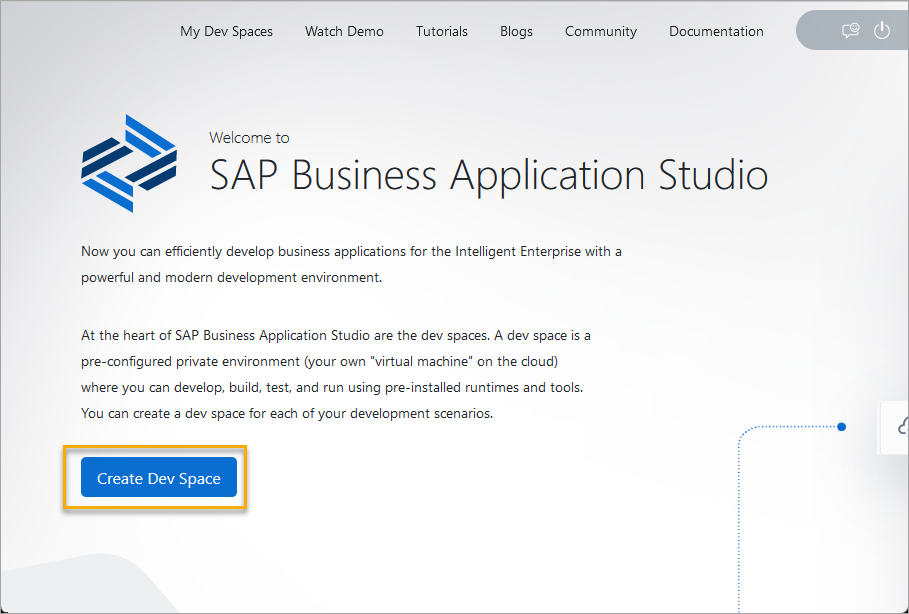 My Dev Spaces Watch Demo Tutorials Blogs Community Documentation
Welcome to
SAP Business Application Studio
Now you can efficiently develop business applications for the Intelligent Enterprise with a
powerful and modern development environment.
At the heart of SAP Business Application Studio are the dev spaces. A dev space is a
pre-configured private environment (your own "virtual machine" on the cloud)
where you can develop, build, test, and run using pre-installed runtimes and tools.
You can create a dev space for each of your development scenarios.
Create Dev Space